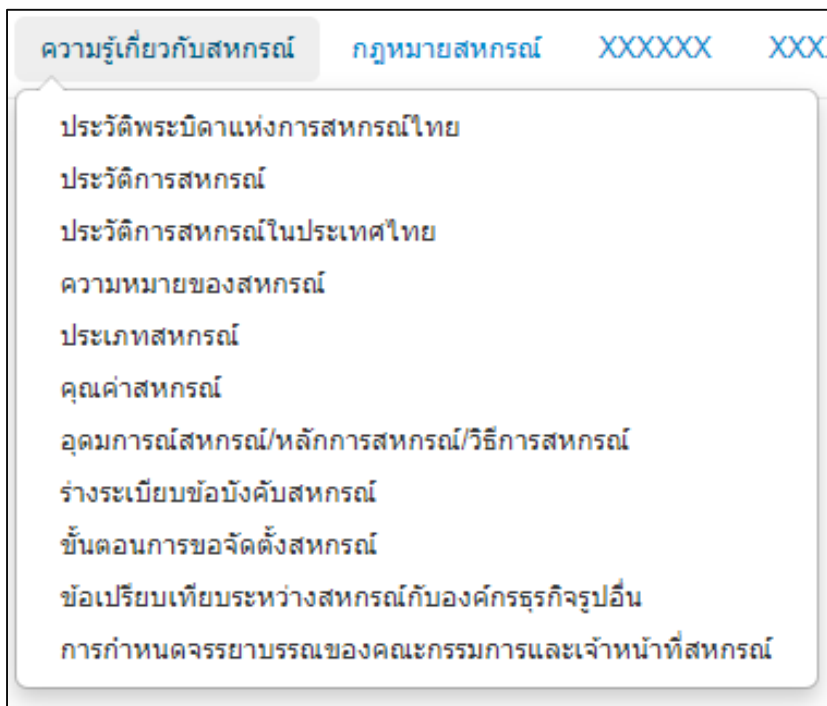 ความรู้เกี่ยวกับสหกรณ์ กฎหมายสหกรณ์ XXXXXX XXX
ประวัติพระบิดาแห่งการสหกรณ์ไทย
ประวัติการสหกรณ์
ประวัติการสหกรณ์ในประเทศไทย
ความหมายของสหกรณ์
ประเภทสหกรณ์
คุณค่าสหกรณ์
อุดมการณ์สหกรณ์/หลักการสหกรณ์/วิธีการสหกรณ์
ร่างระเบียบข้อบังคับสหกรณ์
ขั้นตอนการขอจัดตั้งสหกรณ์
ข้อเปรียบเทียบระหว่างสหกรณ์กับองค์กรธุรกิจรูปอื่น
การกำหนดจรรยาบรรณของคณะกรรมการและเจ้าหน้าที่สหกรณ์